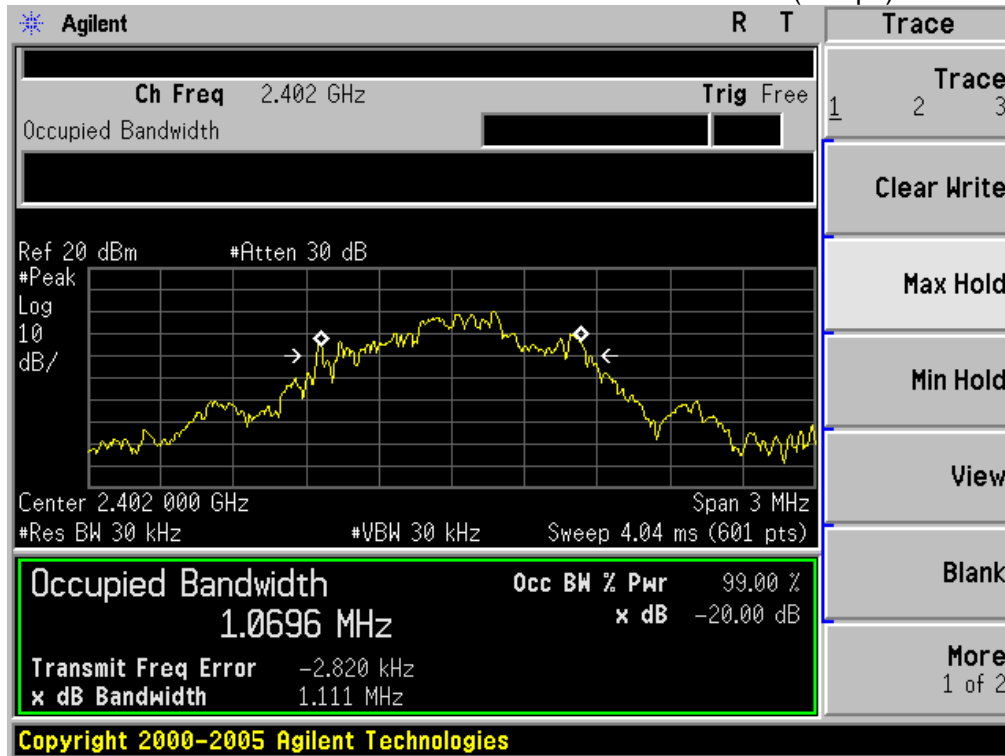 Agilent R T Trace
Ch Freq 2.402 GHz Trig Free
Occupied Bandwidth
Trace
1 2 3
Clear Write
Max Hold
Min Hold
View
Blank
More
1 of 2
Ref 20 dBm #Atten 30 dB
#Peak
Log
10
dB/
Center 2.402 000 GHz Span 3 MHz
#Res BW 30 kHz #VBW 30 kHz Sweep 4.04 ms (601 pts)
Occupied Bandwidth Occ BW % Pwr 99.00 %
1.0696 MHz x dB -20.00 dB
Transmit Freq Error -2.820 kHz
x dB Bandwidth 1.111 MHz
Copyright 2000-2005 Agilent Technologies